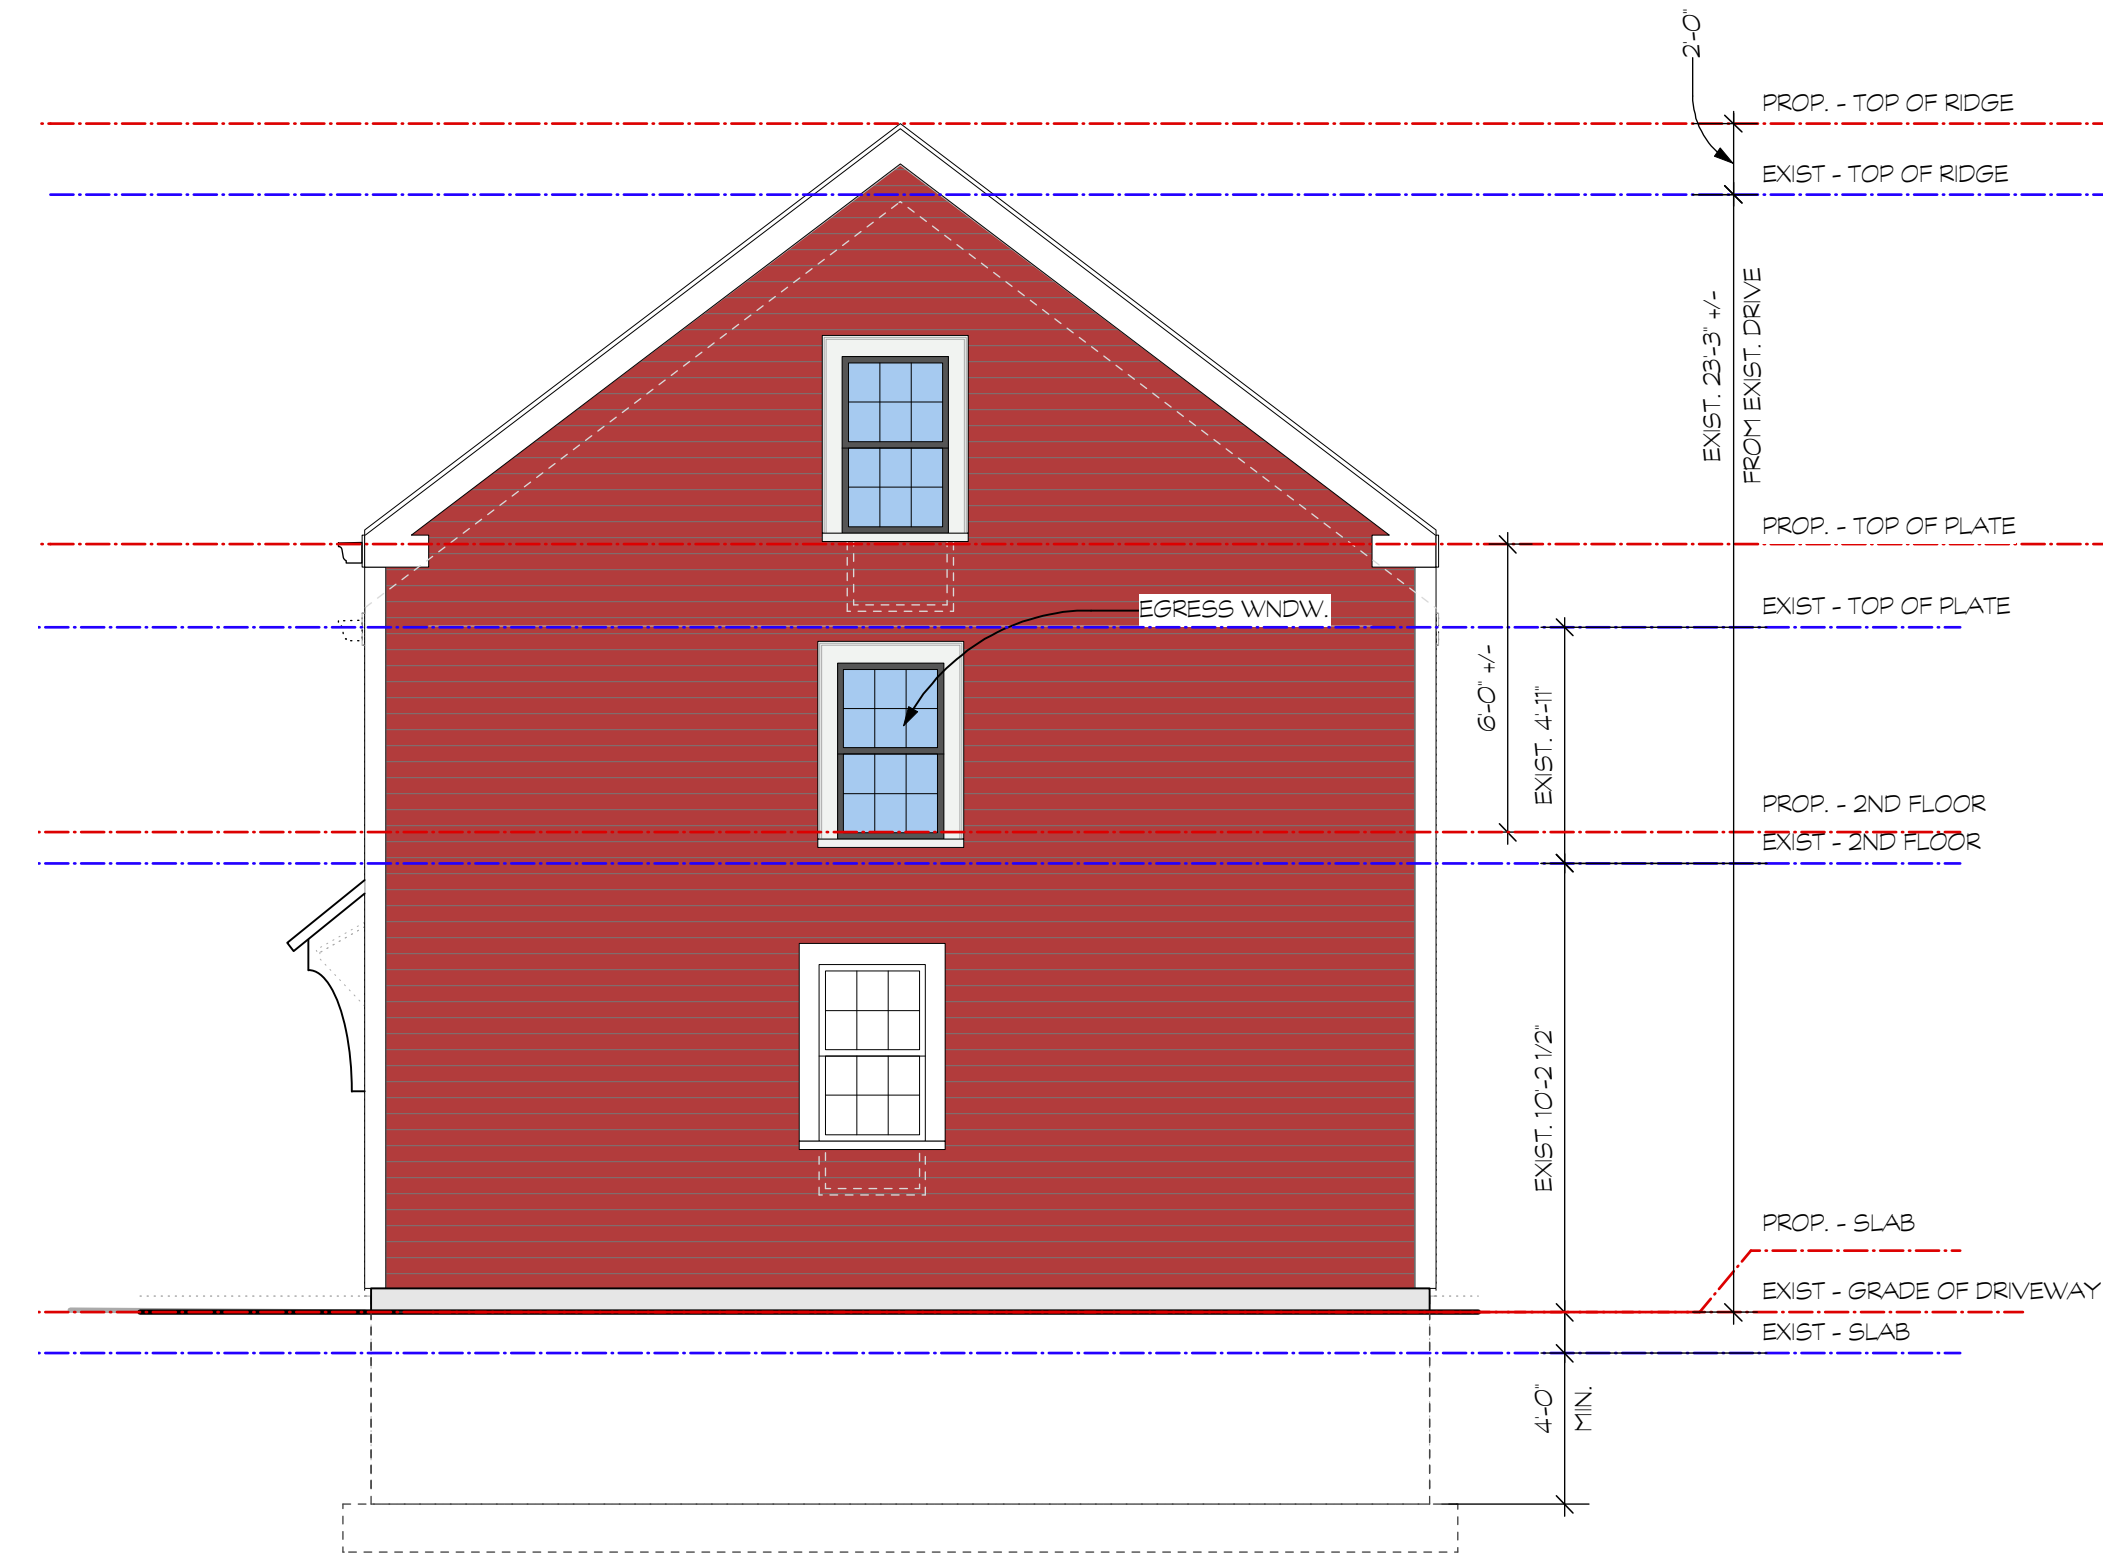 2'-0"
PROP. - TOP OF RIDGE
EXIST - TOP OF RIDGE
EXIST. 23'-3" +/-
FROM EXIST. DRIVE
PROP. - TOP OF PLATE
EXIST - TOP OF PLATE
EGRESS WNDW.
6'-0" +/-
EXIST. 4'-11"
PROP. - 2ND FLOOR
EXIST - 2ND FLOOR
EXIST. 10'-2 1/2"
PROP. - SLAB
EXIST - GRADE OF DRIVEWAY
EXIST - SLAB
4'-0"
MIN.